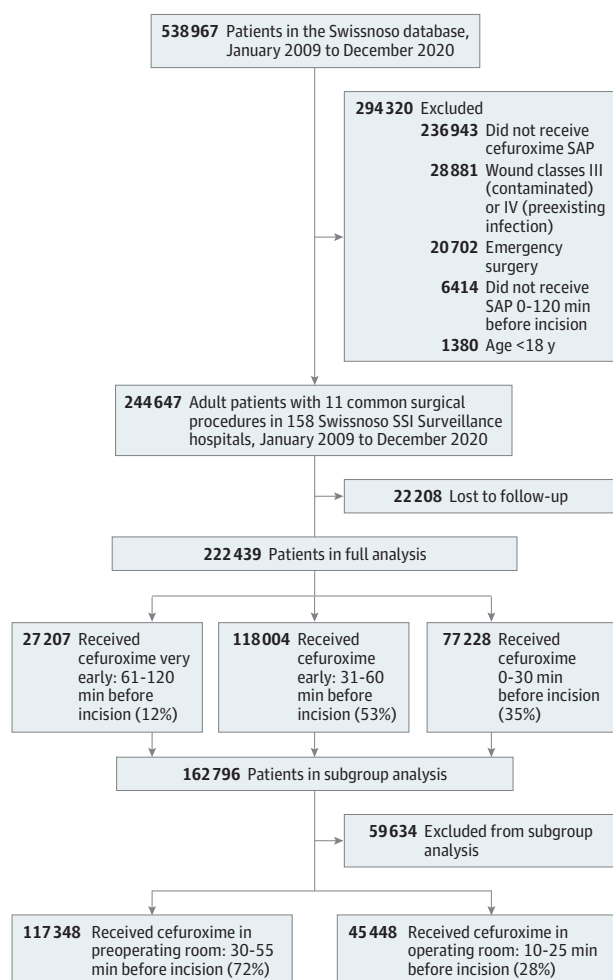 538967 Patients in the Swissnoso database,
January 2009 to December 2020
294320 Excluded
236943 Did not receive
cefuroxime SAP
28881 Wound classes III
(contaminated)
or IV (preexisting
infection)
20702 Emergency
surgery
6414 Did not receive
SAP 0-120 min
before incision
1380 Age <18 y
244647 Adult patients with 11 common surgical
procedures in 158 Swissnoso SSI Surveillance
hospitals, January 2009 to December 2020
22208 Lost to follow-up
222439 Patients in full analysis
27207 Received
cefuroxime very
early: 61-120
min before
incision (12%)
118004 Received
cefuroxime
early: 31-60
min before
incision (53%)
77228 Received
cefuroxime
0-30 min
before incision
(35%)
162796 Patients in subgroup analysis
59634 Excluded from subgroup
analysis
117348 Received cefuroxime in
preoperating room: 30-55
min before incision (72%)
45448 Received cefuroxime in
operating room: 10-25 min
before incision (28%)